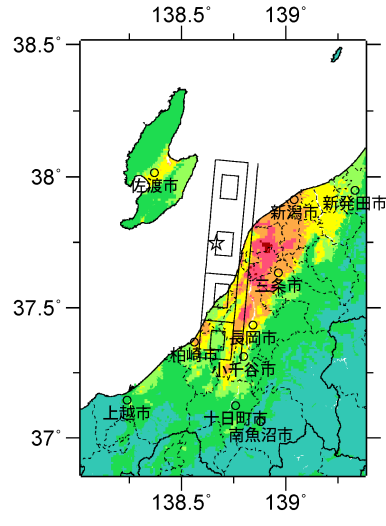 138.5° 139°
38.5°
38°
佐渡市
新発田市
新潟市
三条市
37.5°
長岡市
柏崎市
小千谷市
上越市
十日町市
南魚沼市
37°
138.5° 139°